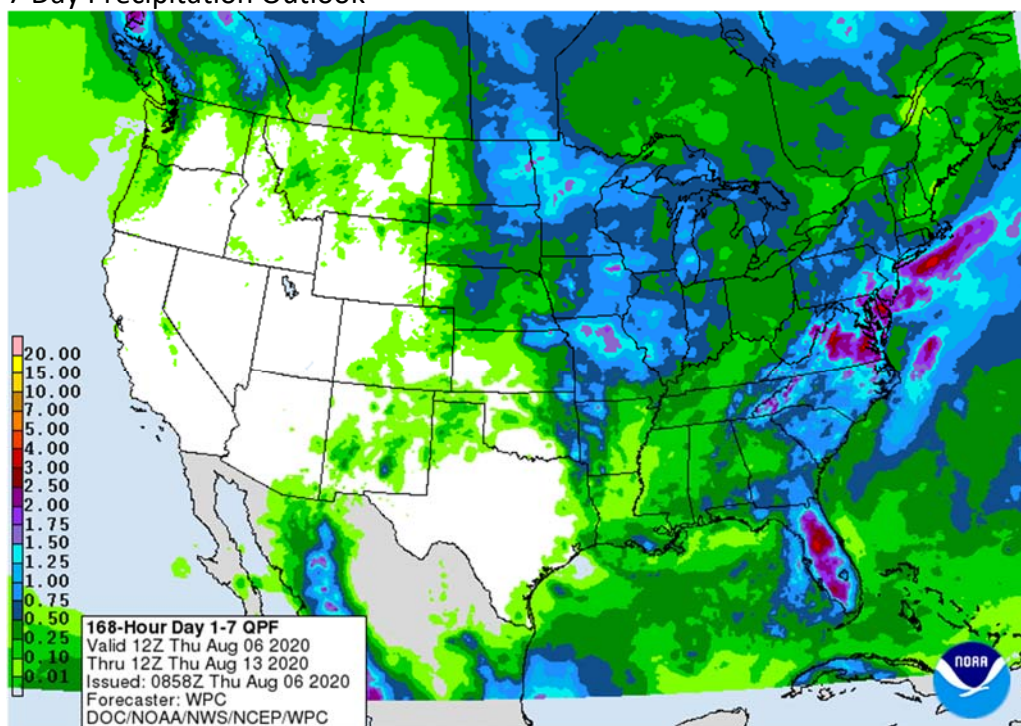 7 Day Precipitation Outlook
20.00
15.00
10.00
7.00
5.00
4.00
3.00
2.50
2.00
1.75
1.50
1.25
1.00
0.75
0.50
0.25
0.10
0.01
168-Hour Day 1-7 QPF
Valid 12Z Thu Aug 06 2020
Thru 12Z Thu Aug 13 2020
Issued: 0858Z Thu Aug 06 2020
Forecaster: WPC
DOC/NOAA/NWS/NCEP/WPC
NOAA